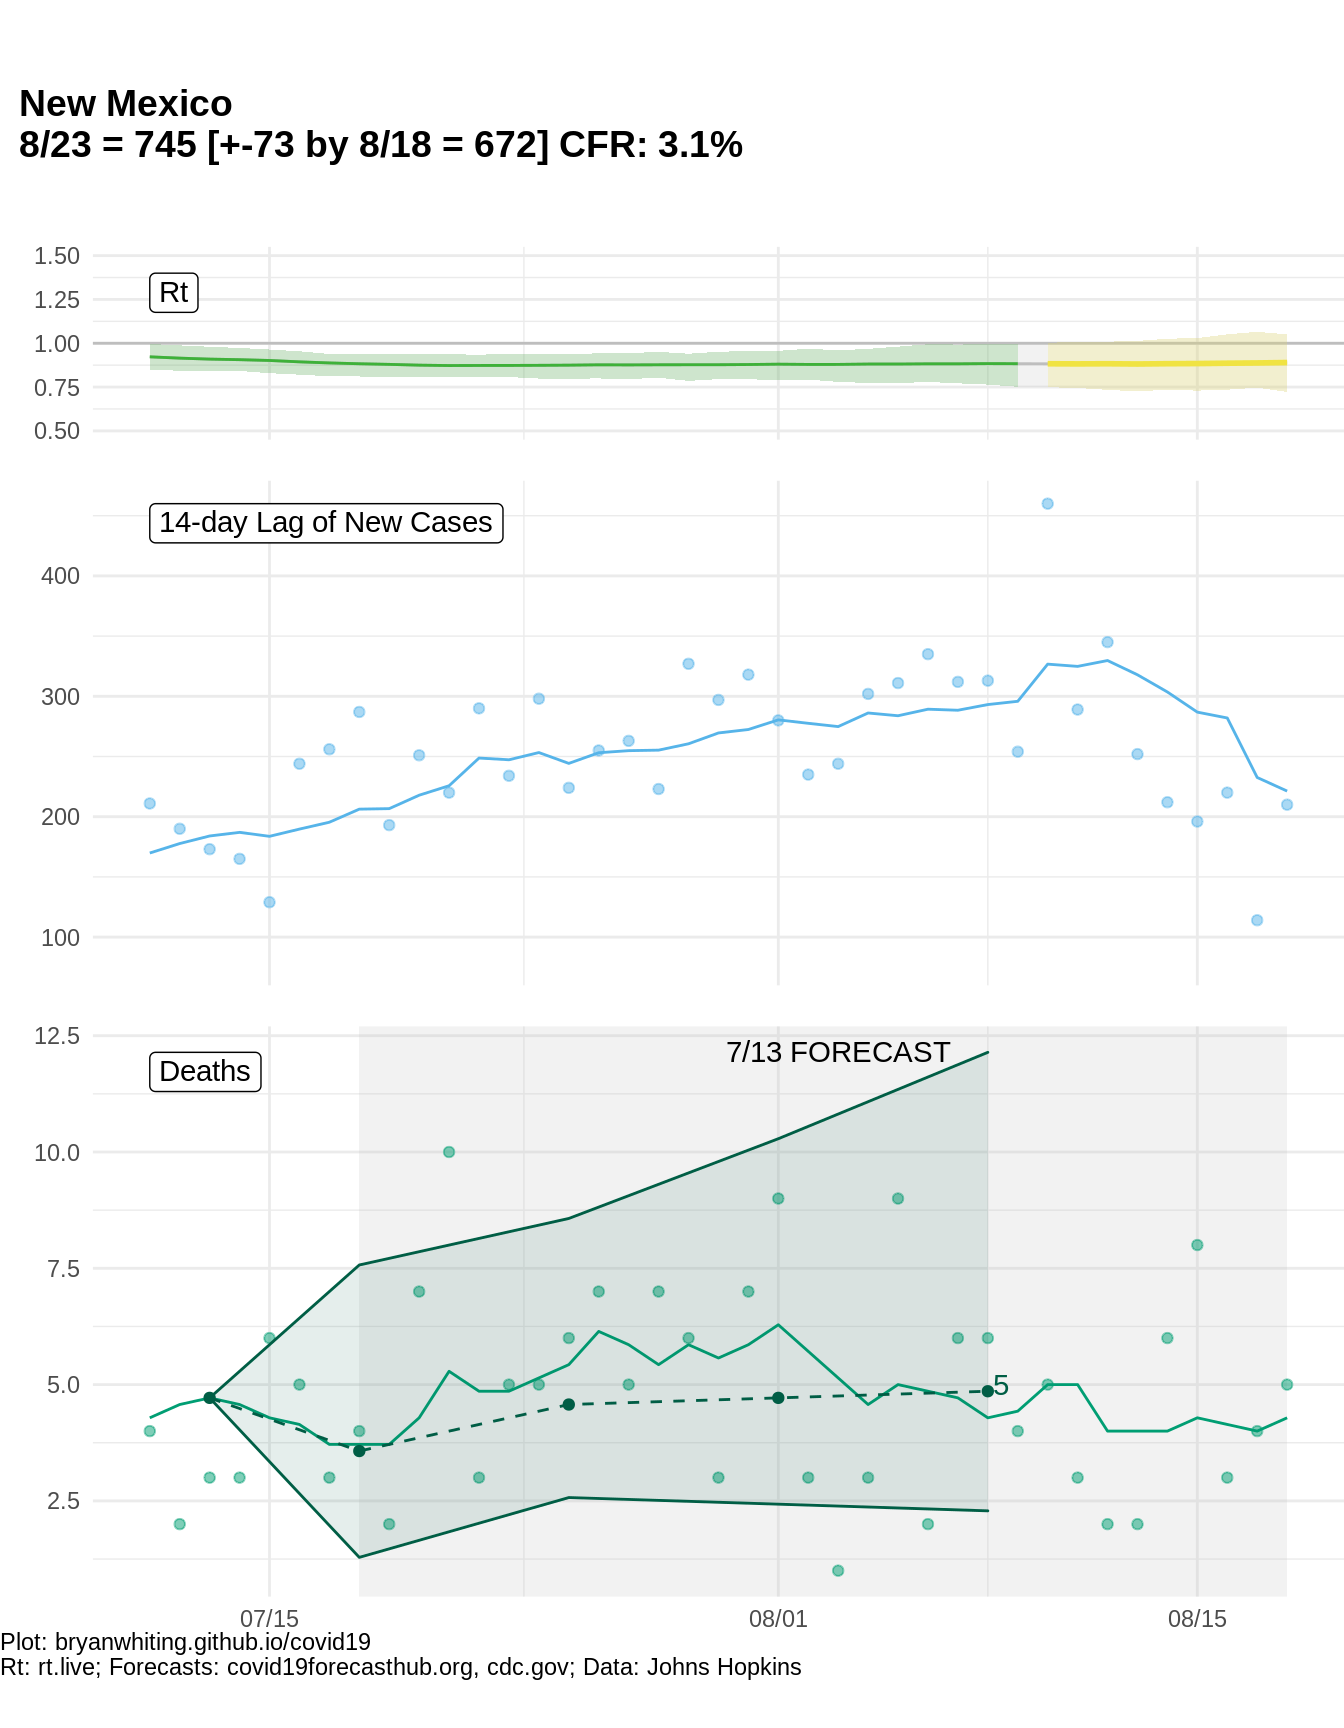 New Mexico
8/23 = 745 [+-73 by 8/18 = 672] CFR: 3.1%
1.50
Rt
1.25
1.00
0.75
0.50
14-day Lag of New Cases
400
300
200
100
12.5
7/13 FORECAST
Deaths
10.0
7.5
5.0
5
2.5
07/15
08/01
08/15
Plot: bryanwhiting.github.io/covid19
Rt: rt.live; Forecasts: covid19forecasthub.org, cdc.gov; Data: Johns Hopkins